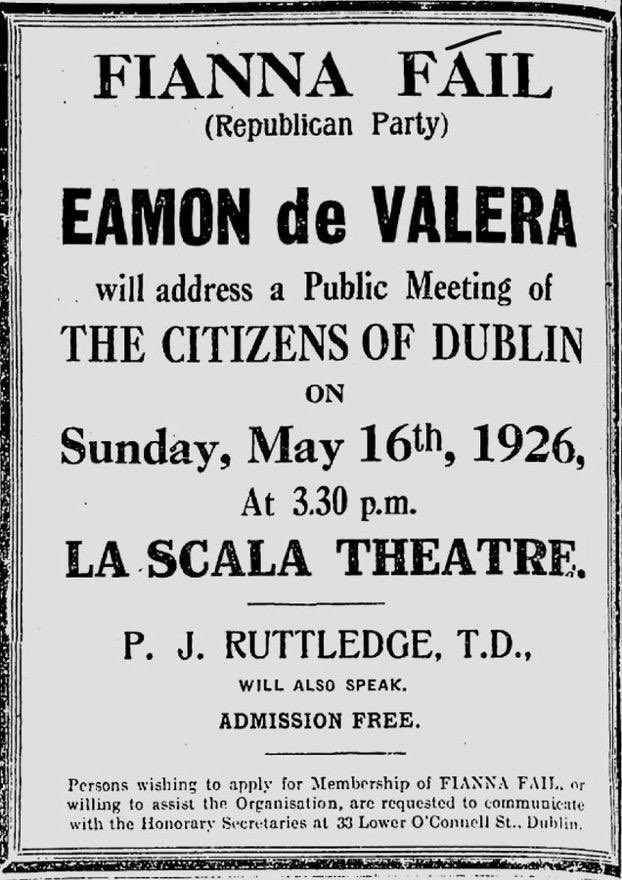 FIANNA FÁIL
(Republican Party)
EAMON de VALERA
will address a Public Meeting of
THE CITIZENS OF DUBLIN
ON
Sunday, May 16th, 1926,
At 3.30 p.m.
LA SCALA THEATRE.
P. J. RUTTLEDGE, T.D.,
WILL ALSO SPEAK.
ADMISSION FREE.
Persons wishing to apply for Membership of FIANNA FAIL, or
willing to assist the Organisation, are requested to communicate
with the Honorary Secretaries at 33 Lower O'Connell St., Dublin.